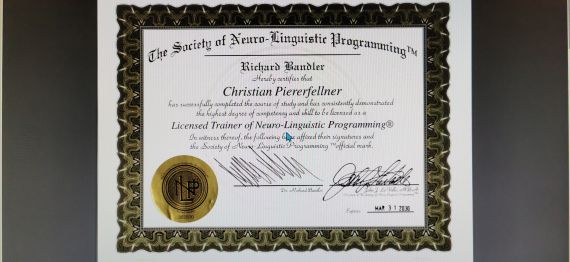 The Society of Neuro-Linguistic Programming™
Richard Bandler
Hereby certifies that
Christian Piererfellner
has successfully completed the course of study and has consistently demonstrated
the highest degree of competency and skill to be licensed as a
Licensed Trainer of Neuro-Linguistic Programming®
In witness thereof, the following have affixed their signatures and
the Society of Neuro-Linguistic Programming ™official mark.
NLP
Dr. Richard Bandler
Expires MAR 31 2030